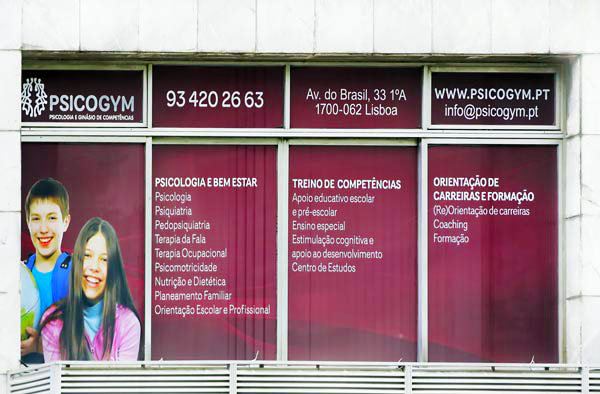 PSICOGYM
PSICOLOGIA E GINÁSIO DE COMPETÊNCIAS
93 420 26 63
Av. do Brasil, 33 1ºA
1700-062 Lisboa
WWW.PSICOGYM.PT
info@psicogym.pt
PSICOLOGIA E BEM ESTAR
Psicologia
Psiquiatria
Pedopsiquiatria
Terapia da Fala
Terapia Ocupacional
Psicomotricidade
Nutrição e Dietética
Planeamento Familiar
Orientação Escolar e Profissional
TREINO DE COMPETÊNCIAS
Apoio educativo escolar
e pré-escolar
Ensino especial
Estimulação cognitiva e
apoio ao desenvolvimento
Centro de Estudos
ORIENTAÇÃO DE
CARREIRAS E FORMAÇÃO
(Re)Orientação de carreiras
Coaching
Formação